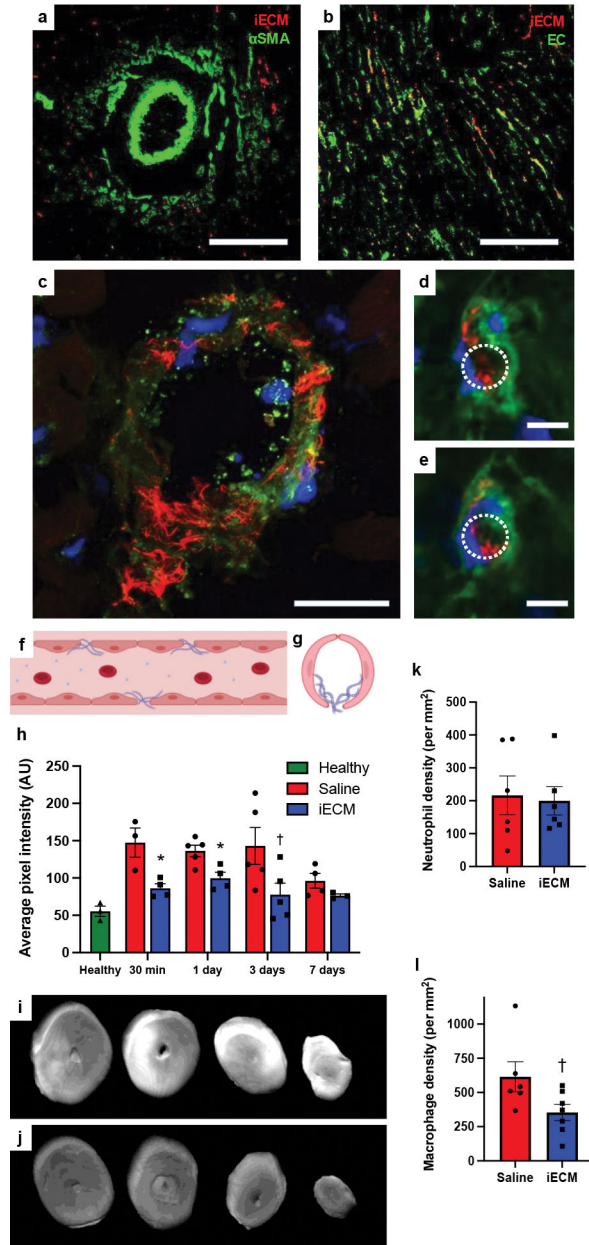 a
iECM
αSMA
b
iECM
EC
c
d
e
f
g
h
Average pixel intensity (AU)
250
200
150
100
50
0
Healthy
Saline
iECM
*
*
†
Healthy
30 min
1 day
3 days
7 days
i
j
k
Neutrophil density (per mm²)
500
400
300
200
100
0
Saline
iECM
l
Macrophage density (per mm²)
1000
750
500
250
0
†
Saline
iECM